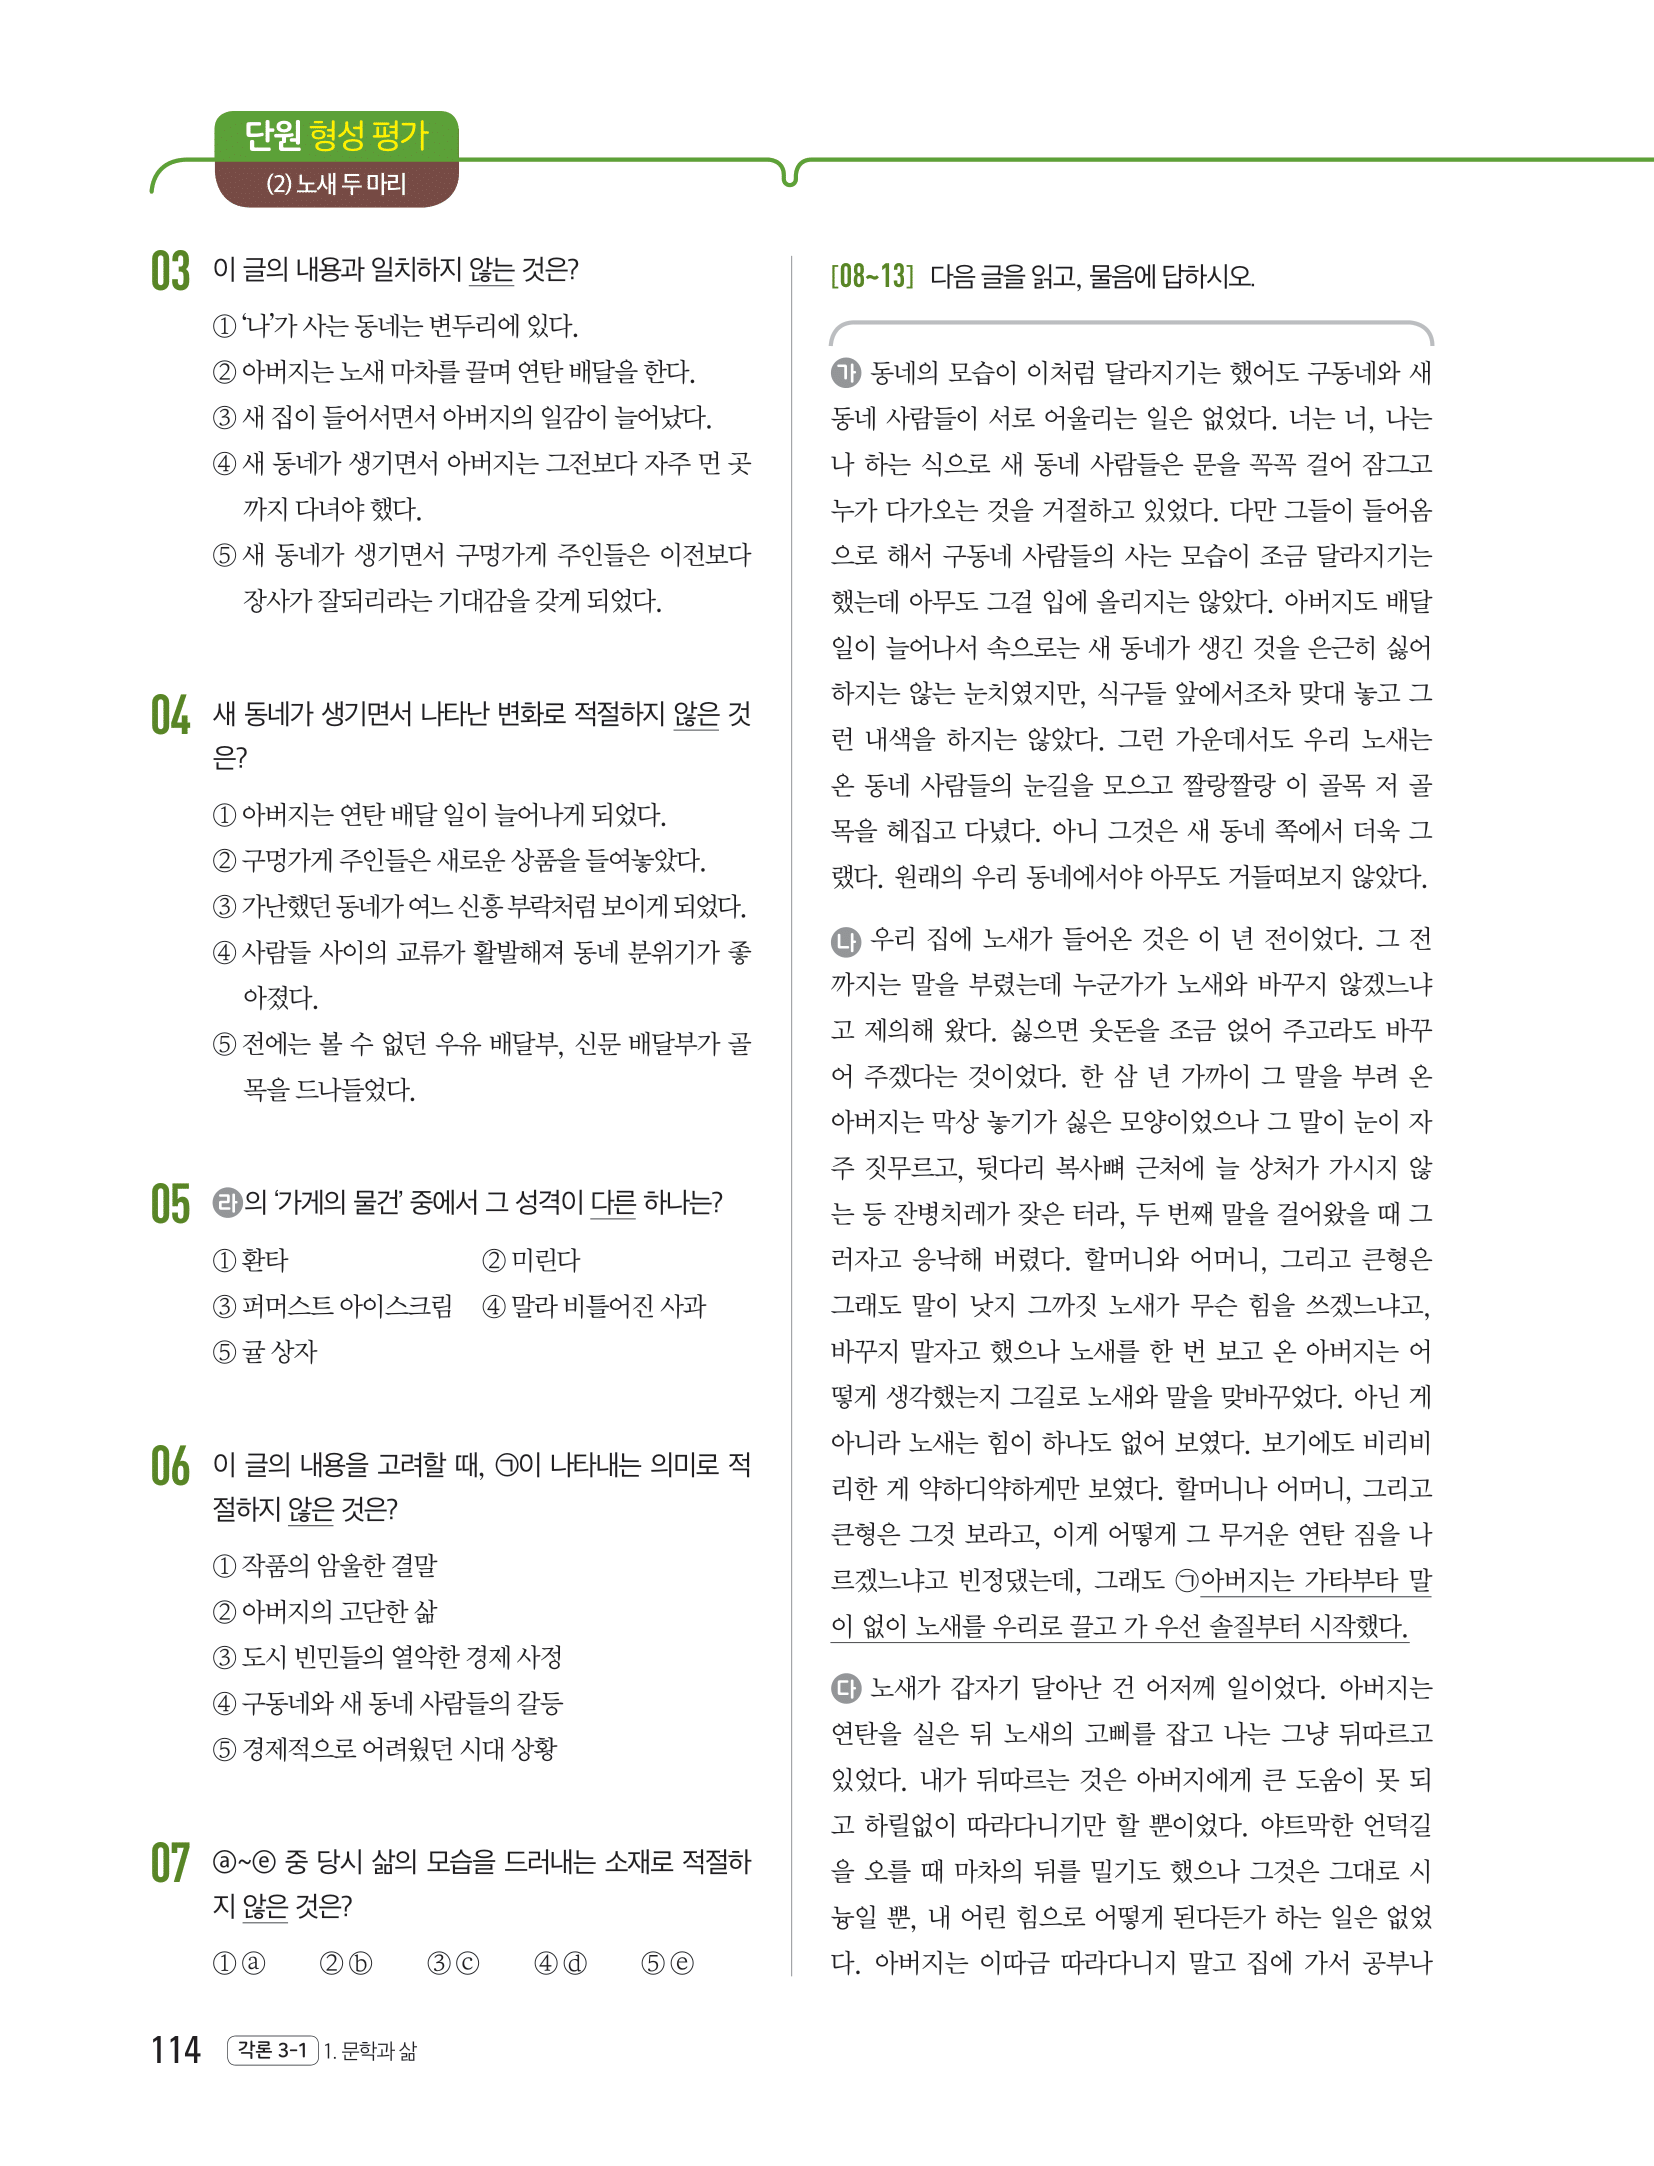 단원 형성 평가
(2) 노새 두 마리
03 이 글의 내용과 일치하지 않는 것은?
① ‘나’가 사는 동네는 변두리에 있다.
② 아버지는 노새 마차를 끌며 연탄 배달을 한다.
③ 새 집이 들어서면서 아버지의 일감이 늘어났다.
④ 새 동네가 생기면서 아버지는 그전보다 자주 먼 곳
까지 다녀야 했다.
⑤ 새 동네가 생기면서 구멍가게 주인들은 이전보다
장사가 잘되리라는 기대감을 갖게 되었다.
04 새 동네가 생기면서 나타난 변화로 적절하지 않은 것
은?
① 아버지는 연탄 배달 일이 늘어나게 되었다.
② 구멍가게 주인들은 새로운 상품을 들여놓았다.
③ 가난했던 동네가 여느 신흥 부락처럼 보이게 되었다.
④ 사람들 사이의 교류가 활발해져 동네 분위기가 좋
아졌다.
⑤ 전에는 볼 수 없던 우유 배달부, 신문 배달부가 골
목을 드나들었다.
05 라의 ‘가게의 물건’ 중에서 그 성격이 다른 하나는?
① 환타 ② 미린다
③ 퍼머스트 아이스크림 ④ 말라 비틀어진 사과
⑤ 귤 상자
06 이 글의 내용을 고려할 때, ㉠이 나타내는 의미로 적
절하지 않은 것은?
① 작품의 암울한 결말
② 아버지의 고단한 삶
③ 도시 빈민들의 열악한 경제 사정
④ 구동네와 새 동네 사람들의 갈등
⑤ 경제적으로 어려웠던 시대 상황
07 ⓐ~ⓔ 중 당시 삶의 모습을 드러내는 소재로 적절하
지 않은 것은?
① ⓐ ② ⓑ ③ ⓒ ④ ⓓ ⑤ ⓔ
[08~13] 다음 글을 읽고, 물음에 답하시오.
가 동네의 모습이 이처럼 달라지기는 했어도 구동네와 새
동네 사람들이 서로 어울리는 일은 없었다. 너는 너, 나는
나 하는 식으로 새 동네 사람들은 문을 꼭꼭 걸어 잠그고
누가 다가오는 것을 거절하고 있었다. 다만 그들이 들어옴
으로 해서 구동네 사람들의 사는 모습이 조금 달라지기는
했는데 아무도 그걸 입에 올리지는 않았다. 아버지도 배달
일이 늘어나서 속으로는 새 동네가 생긴 것을 은근히 싫어
하지는 않는 눈치였지만, 식구들 앞에서조차 맞대 놓고 그
런 내색을 하지는 않았다. 그런 가운데서도 우리 노새는
온 동네 사람들의 눈길을 모으고 짤랑짤랑 이 골목 저 골
목을 헤집고 다녔다. 아니 그것은 새 동네 쪽에서 더욱 그
랬다. 원래의 우리 동네에서야 아무도 거들떠보지 않았다.
나 우리 집에 노새가 들어온 것은 이 년 전이었다. 그 전
까지는 말을 부렸는데 누군가가 노새와 바꾸지 않겠느냐
고 제의해 왔다. 싫으면 웃돈을 조금 얹어 주고라도 바꾸
어 주겠다는 것이었다. 한 삼 년 가까이 그 말을 부려 온
아버지는 막상 놓기가 싫은 모양이었으나 그 말이 눈이 자
주 짓무르고, 뒷다리 복사뼈 근처에 늘 상처가 가시지 않
는 등 잔병치레가 잦은 터라, 두 번째 말을 걸어왔을 때 그
러자고 응낙해 버렸다. 할머니와 어머니, 그리고 큰형은
그래도 말이 낫지 그까짓 노새가 무슨 힘을 쓰겠느냐고,
바꾸지 말자고 했으나 노새를 한 번 보고 온 아버지는 어
떻게 생각했는지 그길로 노새와 말을 맞바꾸었다. 아닌 게
아니라 노새는 힘이 하나도 없어 보였다. 보기에도 비리비
리한 게 약하디약하게만 보였다. 할머니나 어머니, 그리고
큰형은 그것 보라고, 이게 어떻게 그 무거운 연탄 짐을 나
르겠느냐고 빈정댔는데, 그래도 ㉠아버지는 가타부타 말
이 없이 노새를 우리로 끌고 가 우선 솔질부터 시작했다.
다 노새가 갑자기 달아난 건 어저께 일이었다. 아버지는
연탄을 실은 뒤 노새의 고삐를 잡고 나는 그냥 뒤따르고
있었다. 내가 뒤따르는 것은 아버지에게 큰 도움이 못 되
고 하릴없이 따라다니기만 할 뿐이었다. 야트막한 언덕길
을 오를 때 마차의 뒤를 밀기도 했으나 그것은 그대로 시
늉일 뿐, 내 어린 힘으로 어떻게 된다든가 하는 일은 없었
다. 아버지는 이따금 따라다니지 말고 집에 가서 공부나
114 각론 3-1 1. 문학과 삶